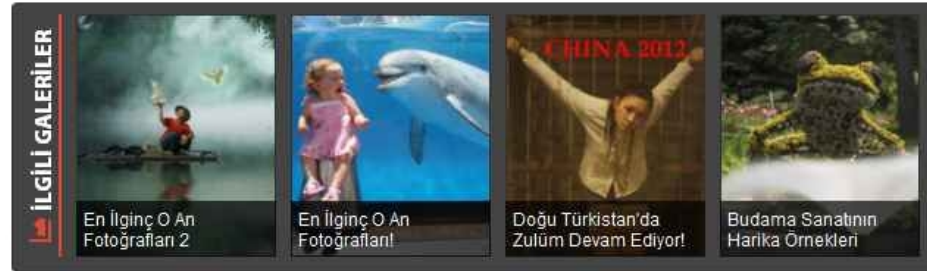 İLGİLİ GALERİLER
En İlginç O An
Fotoğrafları 2
En İlginç O An
Fotoğrafları!
CHINA 2012
Doğu Türkistan'da
Zulüm Devam Ediyor!
Budama Sanatının
Harika Örnekleri